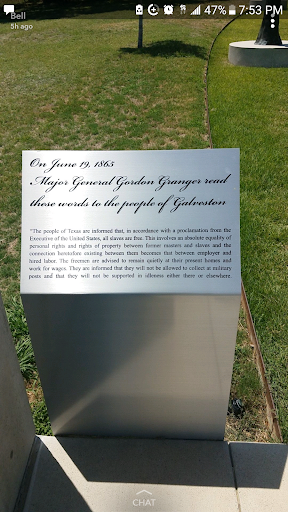 47% 7:53 PM
Bell
5h ago
On June 19, 1865
Major General Gordon Granger read
these words to the people of Galveston
"The people of Texas are informed that, in accordance with a proclamation from the
Executive of the United States, all slaves are free. This involves an absolute equality of
personal rights and rights of property between former masters and slaves and the
connection heretofore existing between them becomes that between employer and
hired labor. The freemen are advised to remain quietly at their present homes and
work for wages. They are informed that they will not be allowed to collect at military
posts and that they will not be supported in idleness either there or elsewhere.
CHAT